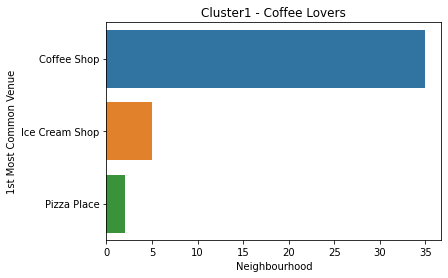 Cluster1 - Coffee Lovers
1st Most Common Venue
Coffee Shop
Ice Cream Shop
Pizza Place
0 5 10 15 20 25 30 35
Neighbourhood